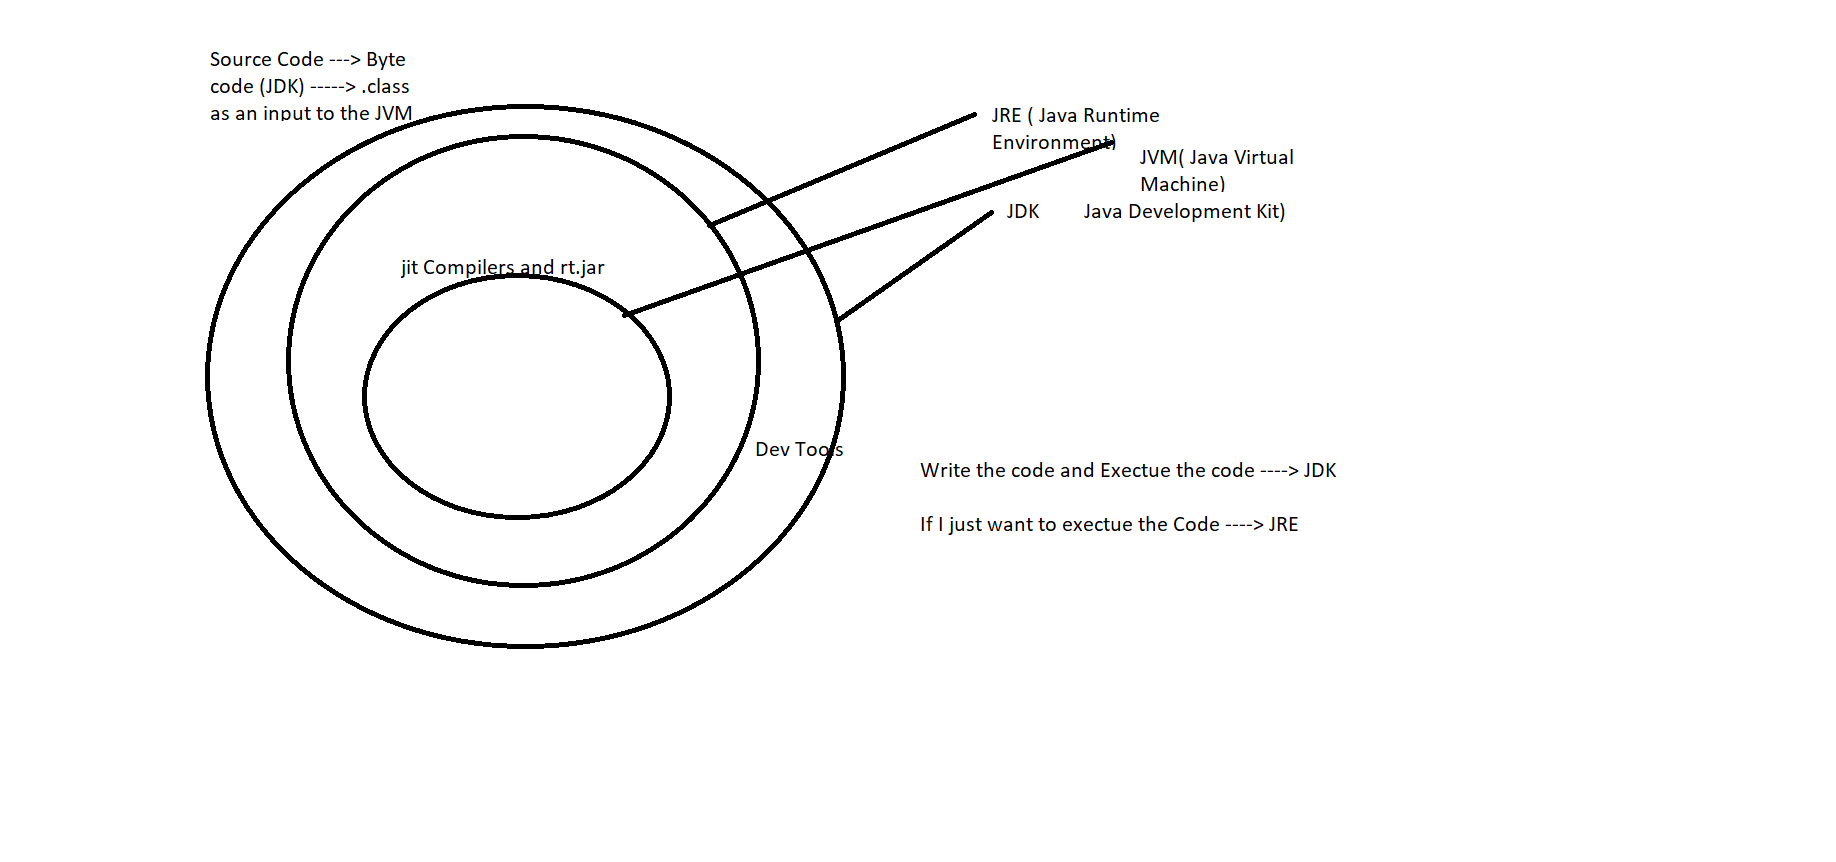 Source Code ---> Byte
code (JDK) -----> .class
as an input to the JVM
JRE ( Java Runtime
Environment)
JVM( Java Virtual
Machine)
JDK Java Development Kit)
jit Compilers and rt.jar
Dev Tools
Write the code and Exectue the code ----> JDK
If I just want to exectue the Code ----> JRE